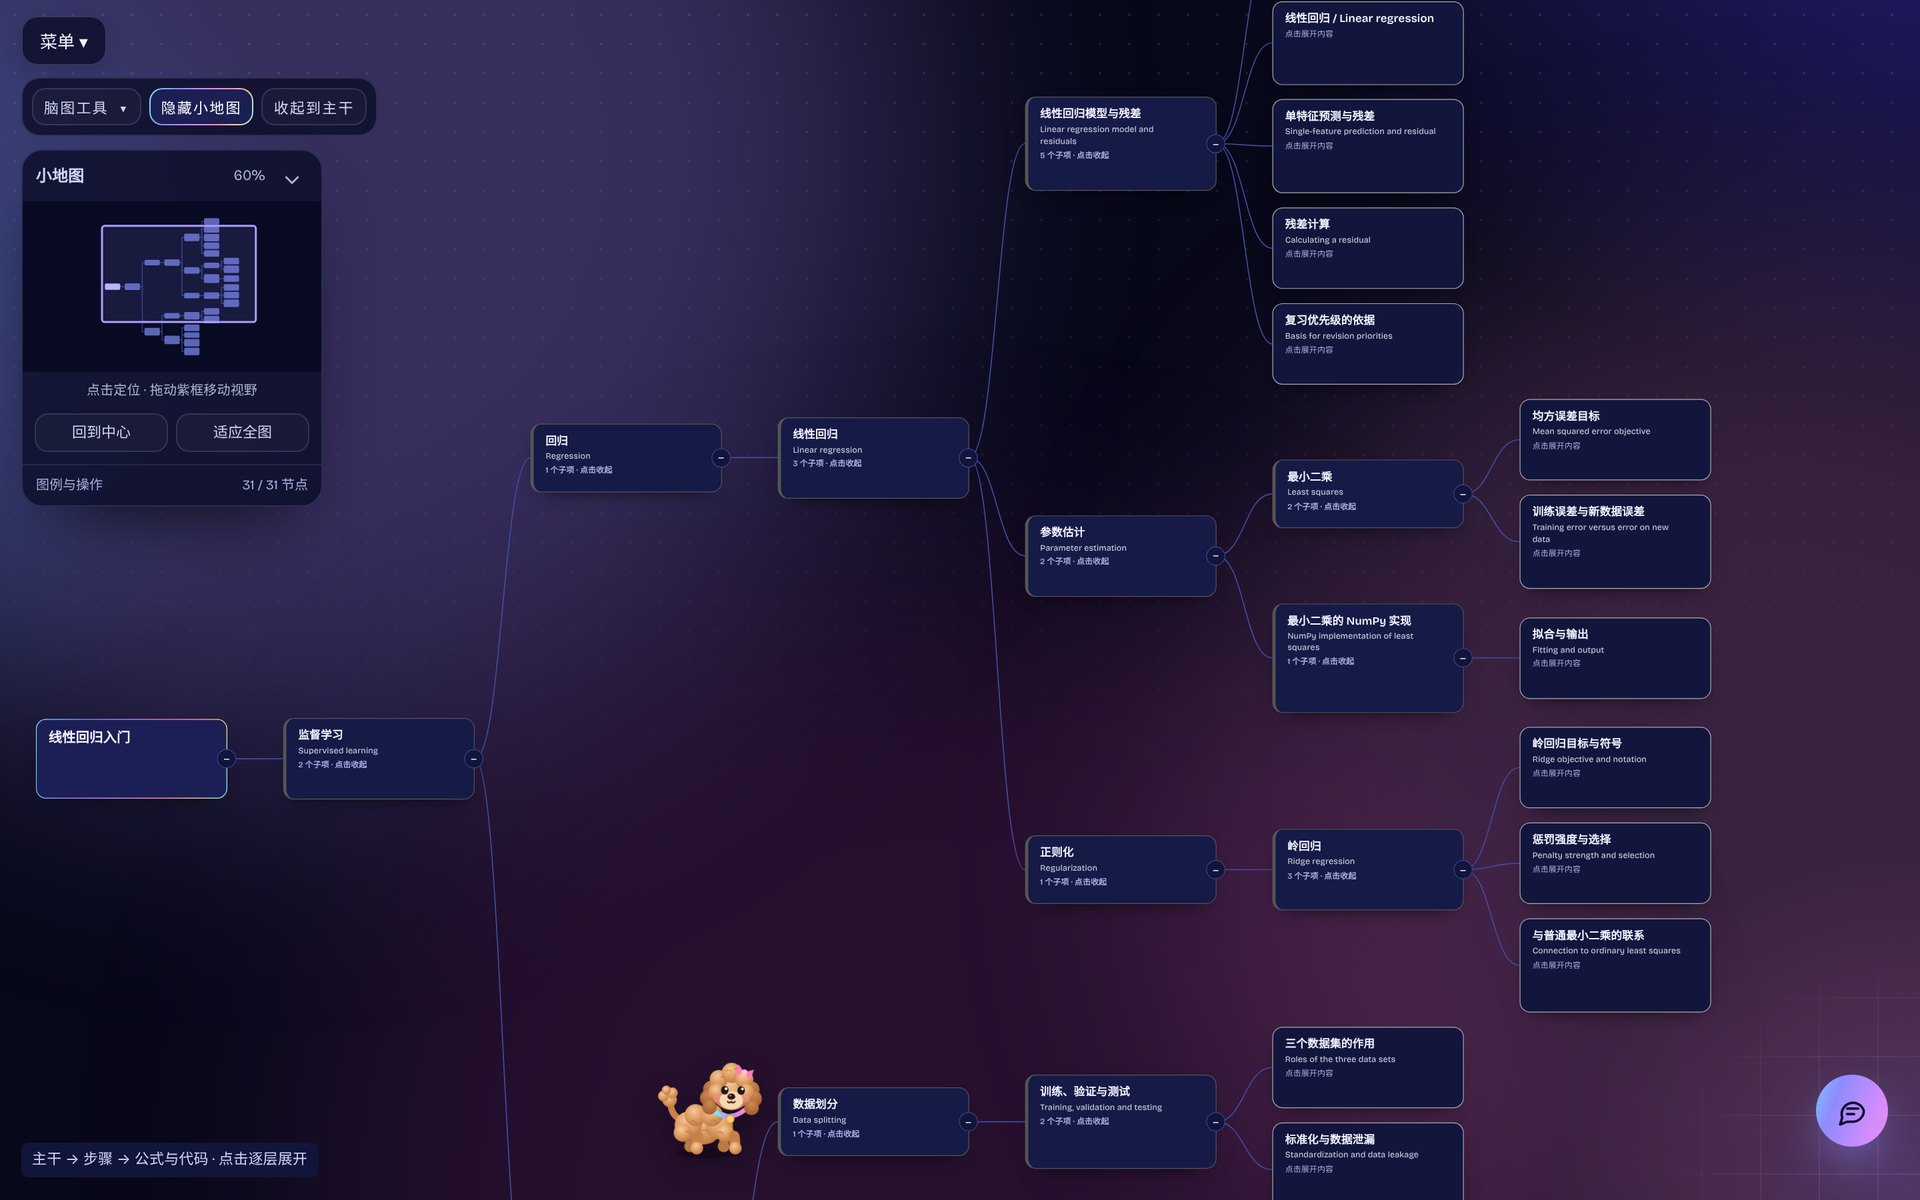 菜单 ▾
脑图工具 ▾
隐藏小地图
收起到主干
小地图
60%
点击定位 · 拖动紫框移动视野
回到中心
适应全图
图例与操作
31 / 31 节点
线性回归入门
监督学习
Supervised learning
2 个子项 · 点击收起
回归
Regression
1 个子项 · 点击收起
线性回归
Linear regression
3 个子项 · 点击收起
线性回归模型与残差
Linear regression model and
residuals
5 个子项 · 点击收起
线性回归 / Linear regression
点击展开内容
单特征预测与残差
Single-feature prediction and residual
点击展开内容
残差计算
Calculating a residual
点击展开内容
复习优先级的依据
Basis for revision priorities
点击展开内容
参数估计
Parameter estimation
2 个子项 · 点击收起
最小二乘
Least squares
2 个子项 · 点击收起
均方误差目标
Mean squared error objective
点击展开内容
训练误差与新数据误差
Training error versus error on new
data
点击展开内容
最小二乘的 NumPy 实现
NumPy implementation of least
squares
1 个子项 · 点击收起
拟合与输出
Fitting and output
点击展开内容
正则化
Regularization
1 个子项 · 点击收起
岭回归
Ridge regression
3 个子项 · 点击收起
岭回归目标与符号
Ridge objective and notation
点击展开内容
惩罚强度与选择
Penalty strength and selection
点击展开内容
与普通最小二乘的联系
Connection to ordinary least squares
点击展开内容
数据划分
Data splitting
1 个子项 · 点击收起
训练、验证与测试
Training, validation and testing
2 个子项 · 点击收起
三个数据集的作用
Roles of the three data sets
点击展开内容
标准化与数据泄漏
Standardization and data leakage
点击展开内容
主干 → 步骤 → 公式与代码 · 点击逐层展开